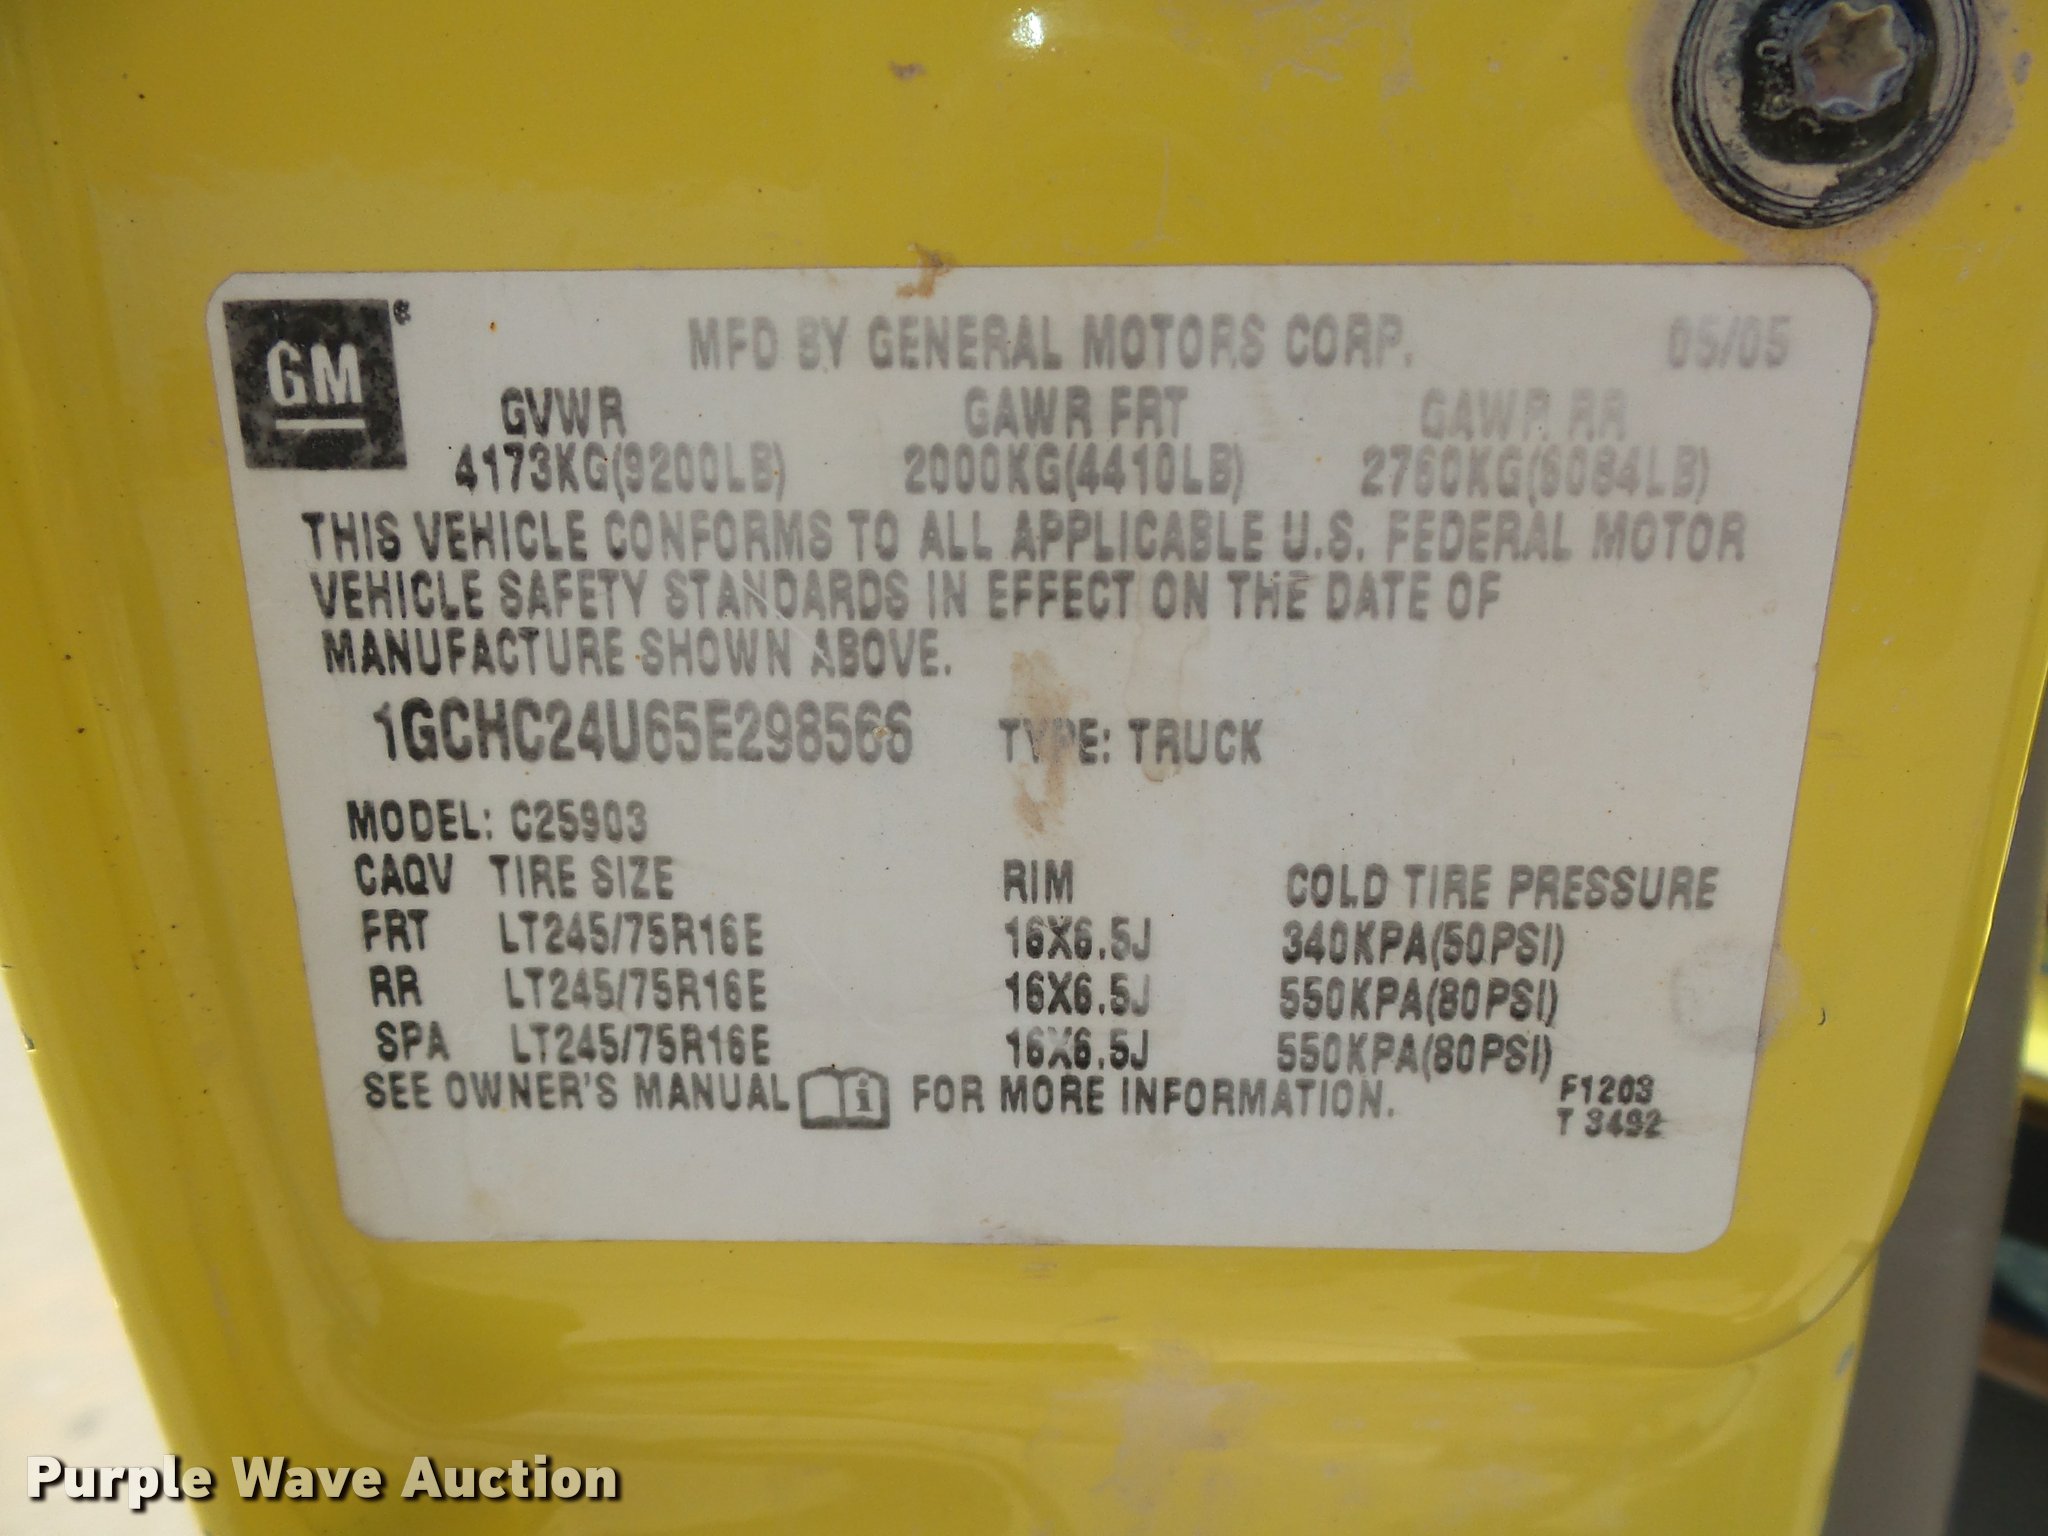 GM
MFD BY GENERAL MOTORS CORP. 05/05
GVWR GAWR FRT GAWR RR
4173KG(9200LB) 2000KG(4410LB) 2760KG(6084LB)
THIS VEHICLE CONFORMS TO ALL APPLICABLE U.S. FEDERAL MOTOR
VEHICLE SAFETY STANDARDS IN EFFECT ON THE DATE OF
MANUFACTURE SHOWN ABOVE.
1GCHC24U65E298566 TYPE: TRUCK
MODEL: C25903
CAQV TIRE SIZE RIM COLD TIRE PRESSURE
FRT LT245/75R16E 16X6.5J 340KPA(50PSI)
RR LT245/75R16E 16X6.5J 550KPA(80PSI)
SPA LT245/75R16E 16X6.5J 550KPA(80PSI)
SEE OWNER'S MANUAL FOR MORE INFORMATION. F1203
T 3492
Purple Wave Auction